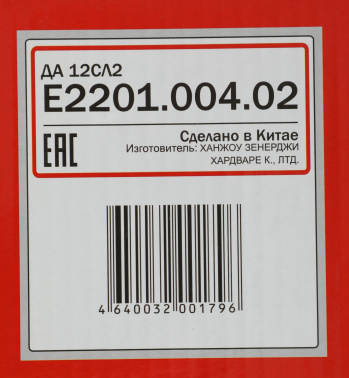 ДА 12СЛ2
E2201.004.02
EAC
Сделано в Китае
Изготовитель: ХАНЖОУ ЗЕНЕРДЖИ
ХАРДВАРЕ К., ЛТД.
4 640032 001796